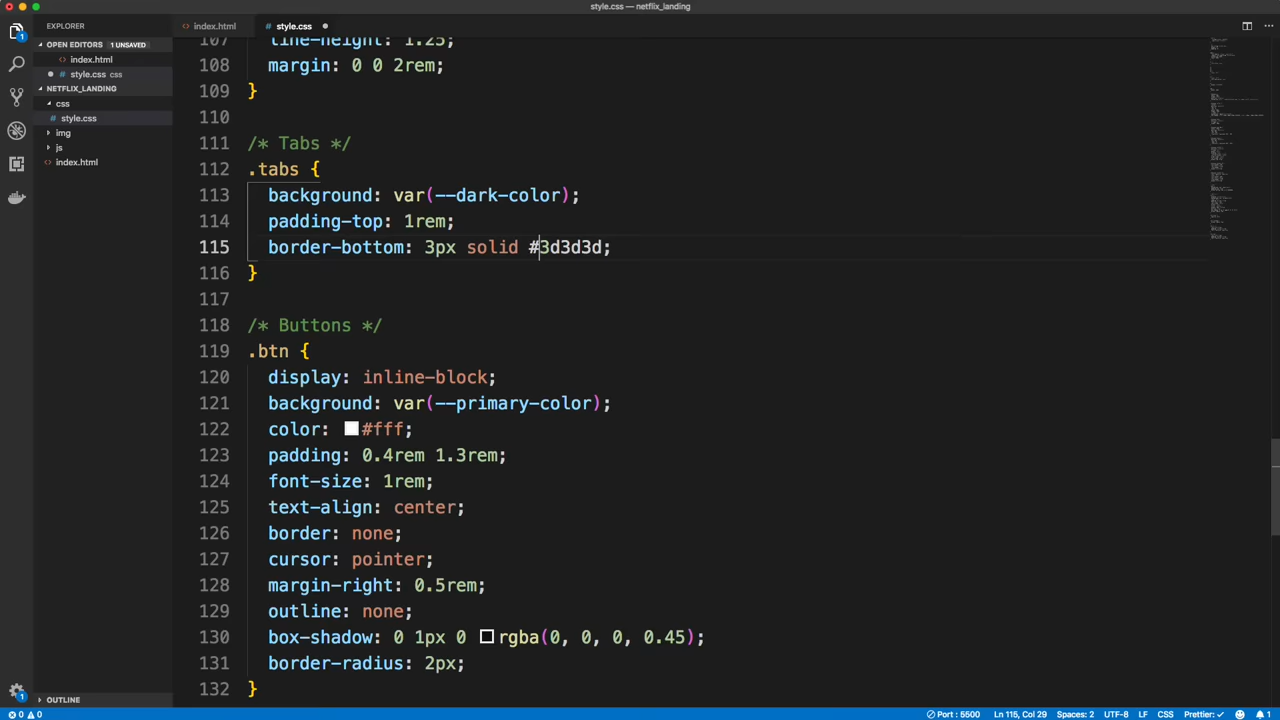 style.css — netflix_landing
EXPLORER
index.html
style.css
OPEN EDITORS 1 UNSAVED
index.html
style.css css
NETFLIX_LANDING
css
style.css
img
js
index.html
OUTLINE
107 line-height: 1.25;
108 margin: 0 0 2rem;
109 }
110
111 /* Tabs */
112 .tabs {
113 background: var(--dark-color);
114 padding-top: 1rem;
115 border-bottom: 3px solid #3d3d3d;
116 }
117
118 /* Buttons */
119 .btn {
120 display: inline-block;
121 background: var(--primary-color);
122 color: #fff;
123 padding: 0.4rem 1.3rem;
124 font-size: 1rem;
125 text-align: center;
126 border: none;
127 cursor: pointer;
128 margin-right: 0.5rem;
129 outline: none;
130 box-shadow: 0 1px 0 rgba(0, 0, 0, 0.45);
131 border-radius: 2px;
132 }
1
1
0 0
Port : 5500
Ln 115, Col 29
Spaces: 2
UTF-8
LF
CSS
Prettier: ✓
1